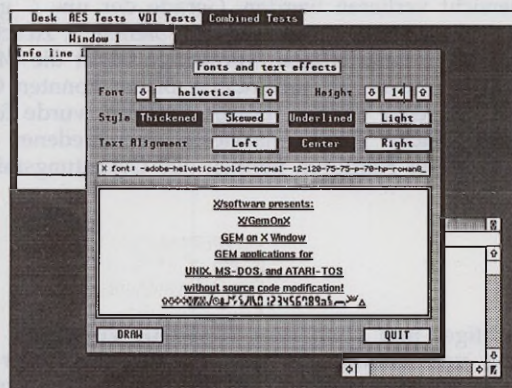 Desk AES Tests VDI Tests Combined Tests
Window 1
Info line 1
Fonts and text effects
Font helvetica Height 14
Style Thickened Skewed Underlined Light
Text Alignment Left Center Right
X font: -adobe-helvetica-bold-r-normal--12-120-75-75-p-70-hp-roman8_
X/software presents:
X/GemOnX
GEM on X Window
GEM applications for
UNIX, MS-DOS, and ATARI-TOS
without source code modification!
0123456789
DRAW QUIT